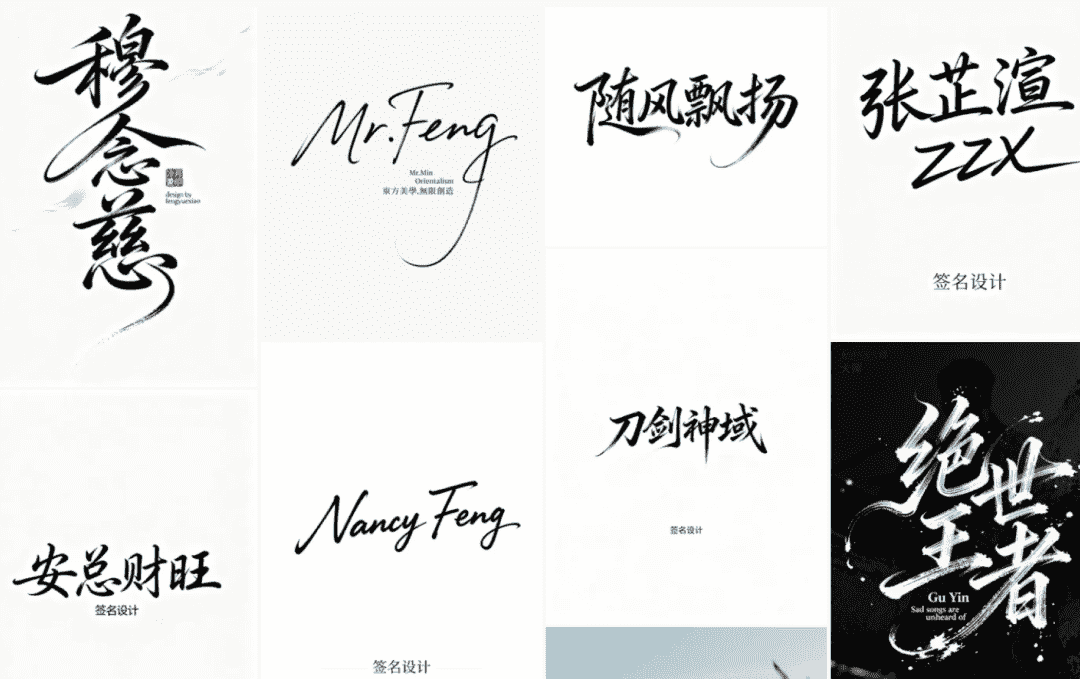 穆念慈
design by
fengyunxiao
Mr.Feng
Mr.Min
Orientalism
東方美學,無限創造
随风飘扬
张芷渲
ZZX
签名设计
安总财旺
签名设计
Nancy Feng
签名设计
刀剑神域
签名设计
绝世
王者
Gu Yin
Sad songs are
unheard of